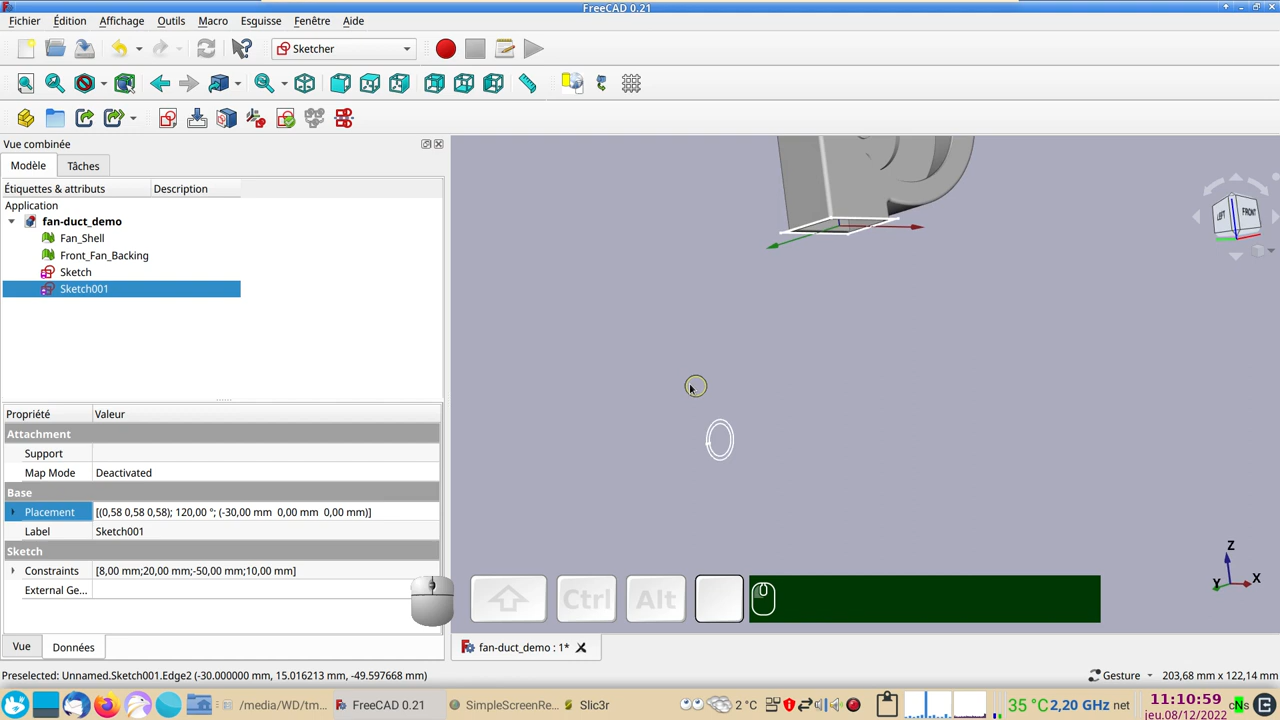 FreeCAD 0.21
Fichier Édition Affichage Outils Macro Esquisse Fenêtre Aide
Sketcher
Vue combinée
Modèle Tâches
Étiquettes & attributs Description
Application
fan-duct_demo
Fan_Shell
Front_Fan_Backing
Sketch
Sketch001
LEFT FRONT
Propriété Valeur
Attachment
Support
Map Mode Deactivated
Base
Placement [(0,58 0,58 0,58); 120,00 °; (-30,00 mm 0,00 mm 0,00 mm)]
Label Sketch001
Sketch
Constraints [8,00 mm;20,00 mm;-50,00 mm;10,00 mm]
External Ge...
Z
Y X
Ctrl Alt
Vue Données
fan-duct_demo : 1*
Preselected: Unnamed.Sketch001.Edge2 (-30.000000 mm, 15.016213 mm, -49.597668 mm)
Gesture 203,68 mm x 122,14 mm
/media/WD/tm... FreeCAD 0.21 SimpleScreenRe... Slic3r
2 °C
35 °C 2,20 GHz net
11:10:59
jeu.08/12/2022
cNs